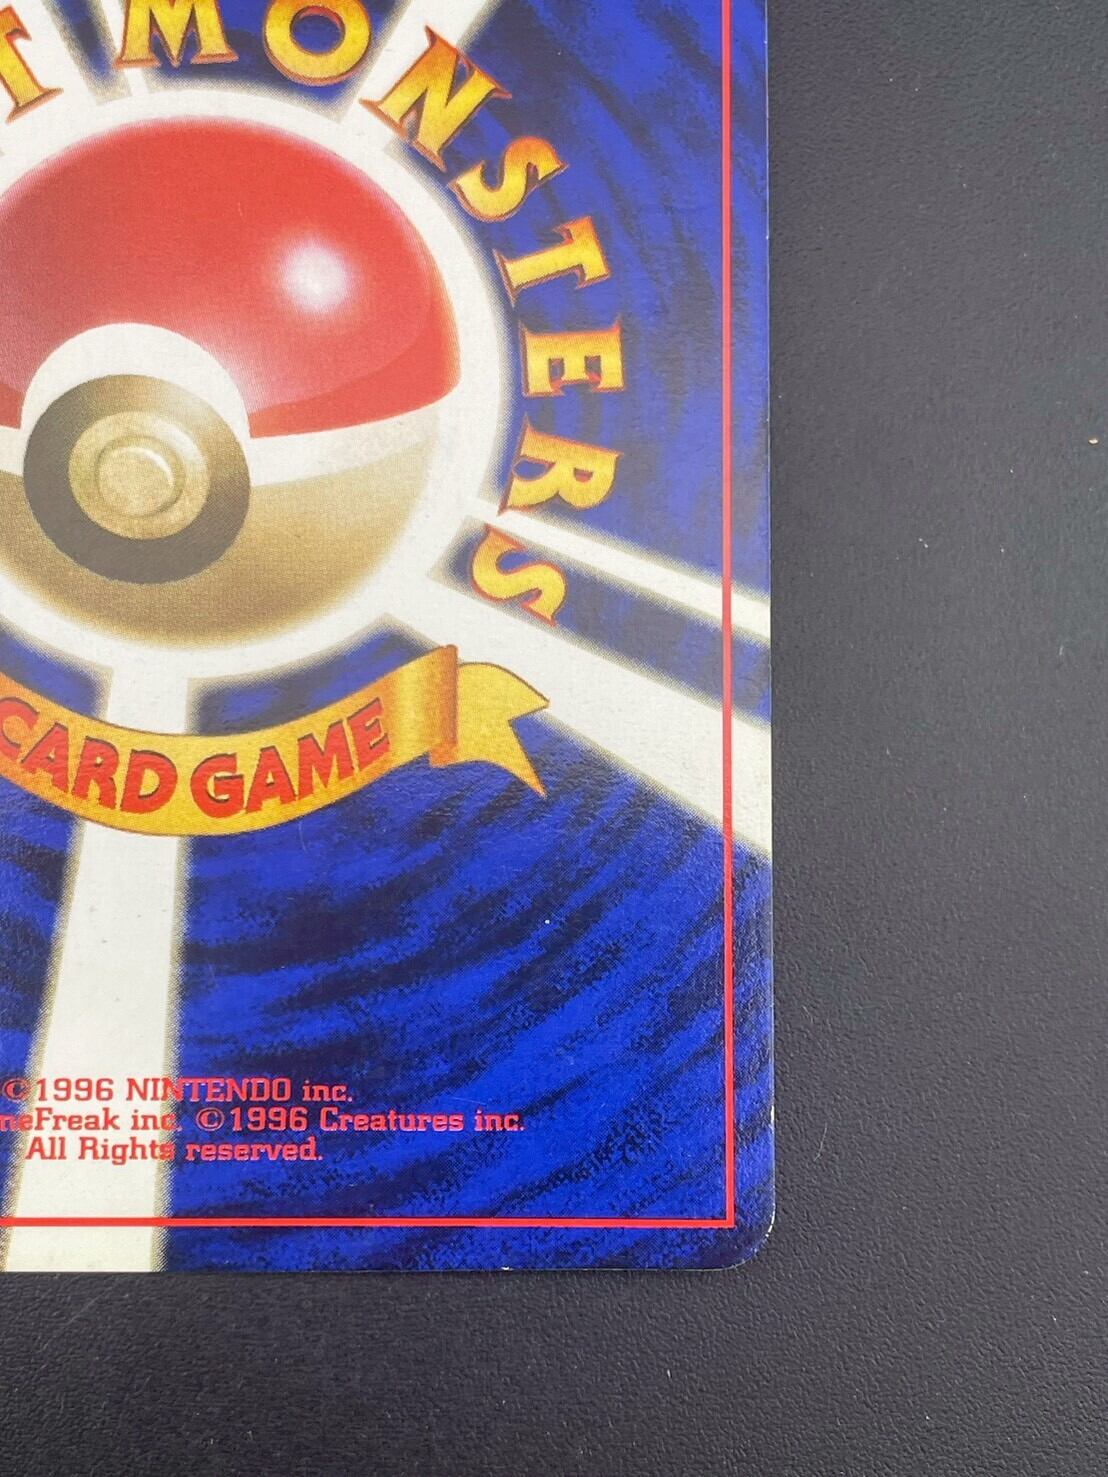 T MONSTERS
CARD GAME
©1996 NINTENDO inc.
neFreak inc. ©1996 Creatures inc.
All Rights reserved.